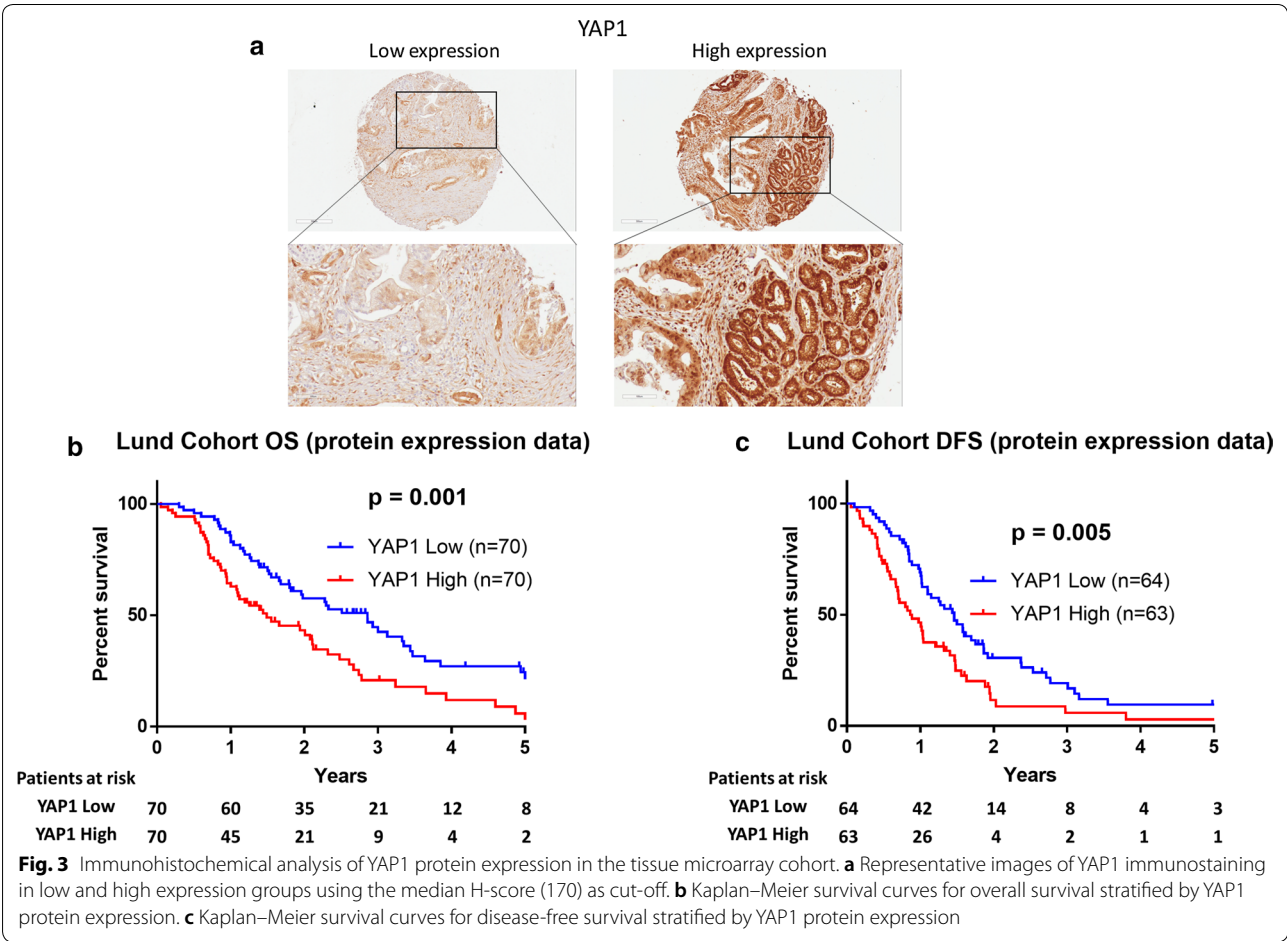 YAP1
a
Low expression
High expression
b
Lund Cohort OS (protein expression data)
p = 0.001
YAP1 Low (n=70)
YAP1 High (n=70)
Percent survival
100
50
0
0 1 2 3 4 5
Years
Patients at risk
YAP1 Low 70 60 35 21 12 8
YAP1 High 70 45 21 9 4 2
c
Lund Cohort DFS (protein expression data)
p = 0.005
YAP1 Low (n=64)
YAP1 High (n=63)
Percent survival
100
50
0
0 1 2 3 4 5
Years
Patients at risk
YAP1 Low 64 42 14 8 4 3
YAP1 High 63 26 4 2 1 1
Fig. 3 Immunohistochemical analysis of YAP1 protein expression in the tissue microarray cohort. a Representative images of YAP1 immunostaining
in low and high expression groups using the median H-score (170) as cut-off. b Kaplan–Meier survival curves for overall survival stratified by YAP1
protein expression. c Kaplan–Meier survival curves for disease-free survival stratified by YAP1 protein expression